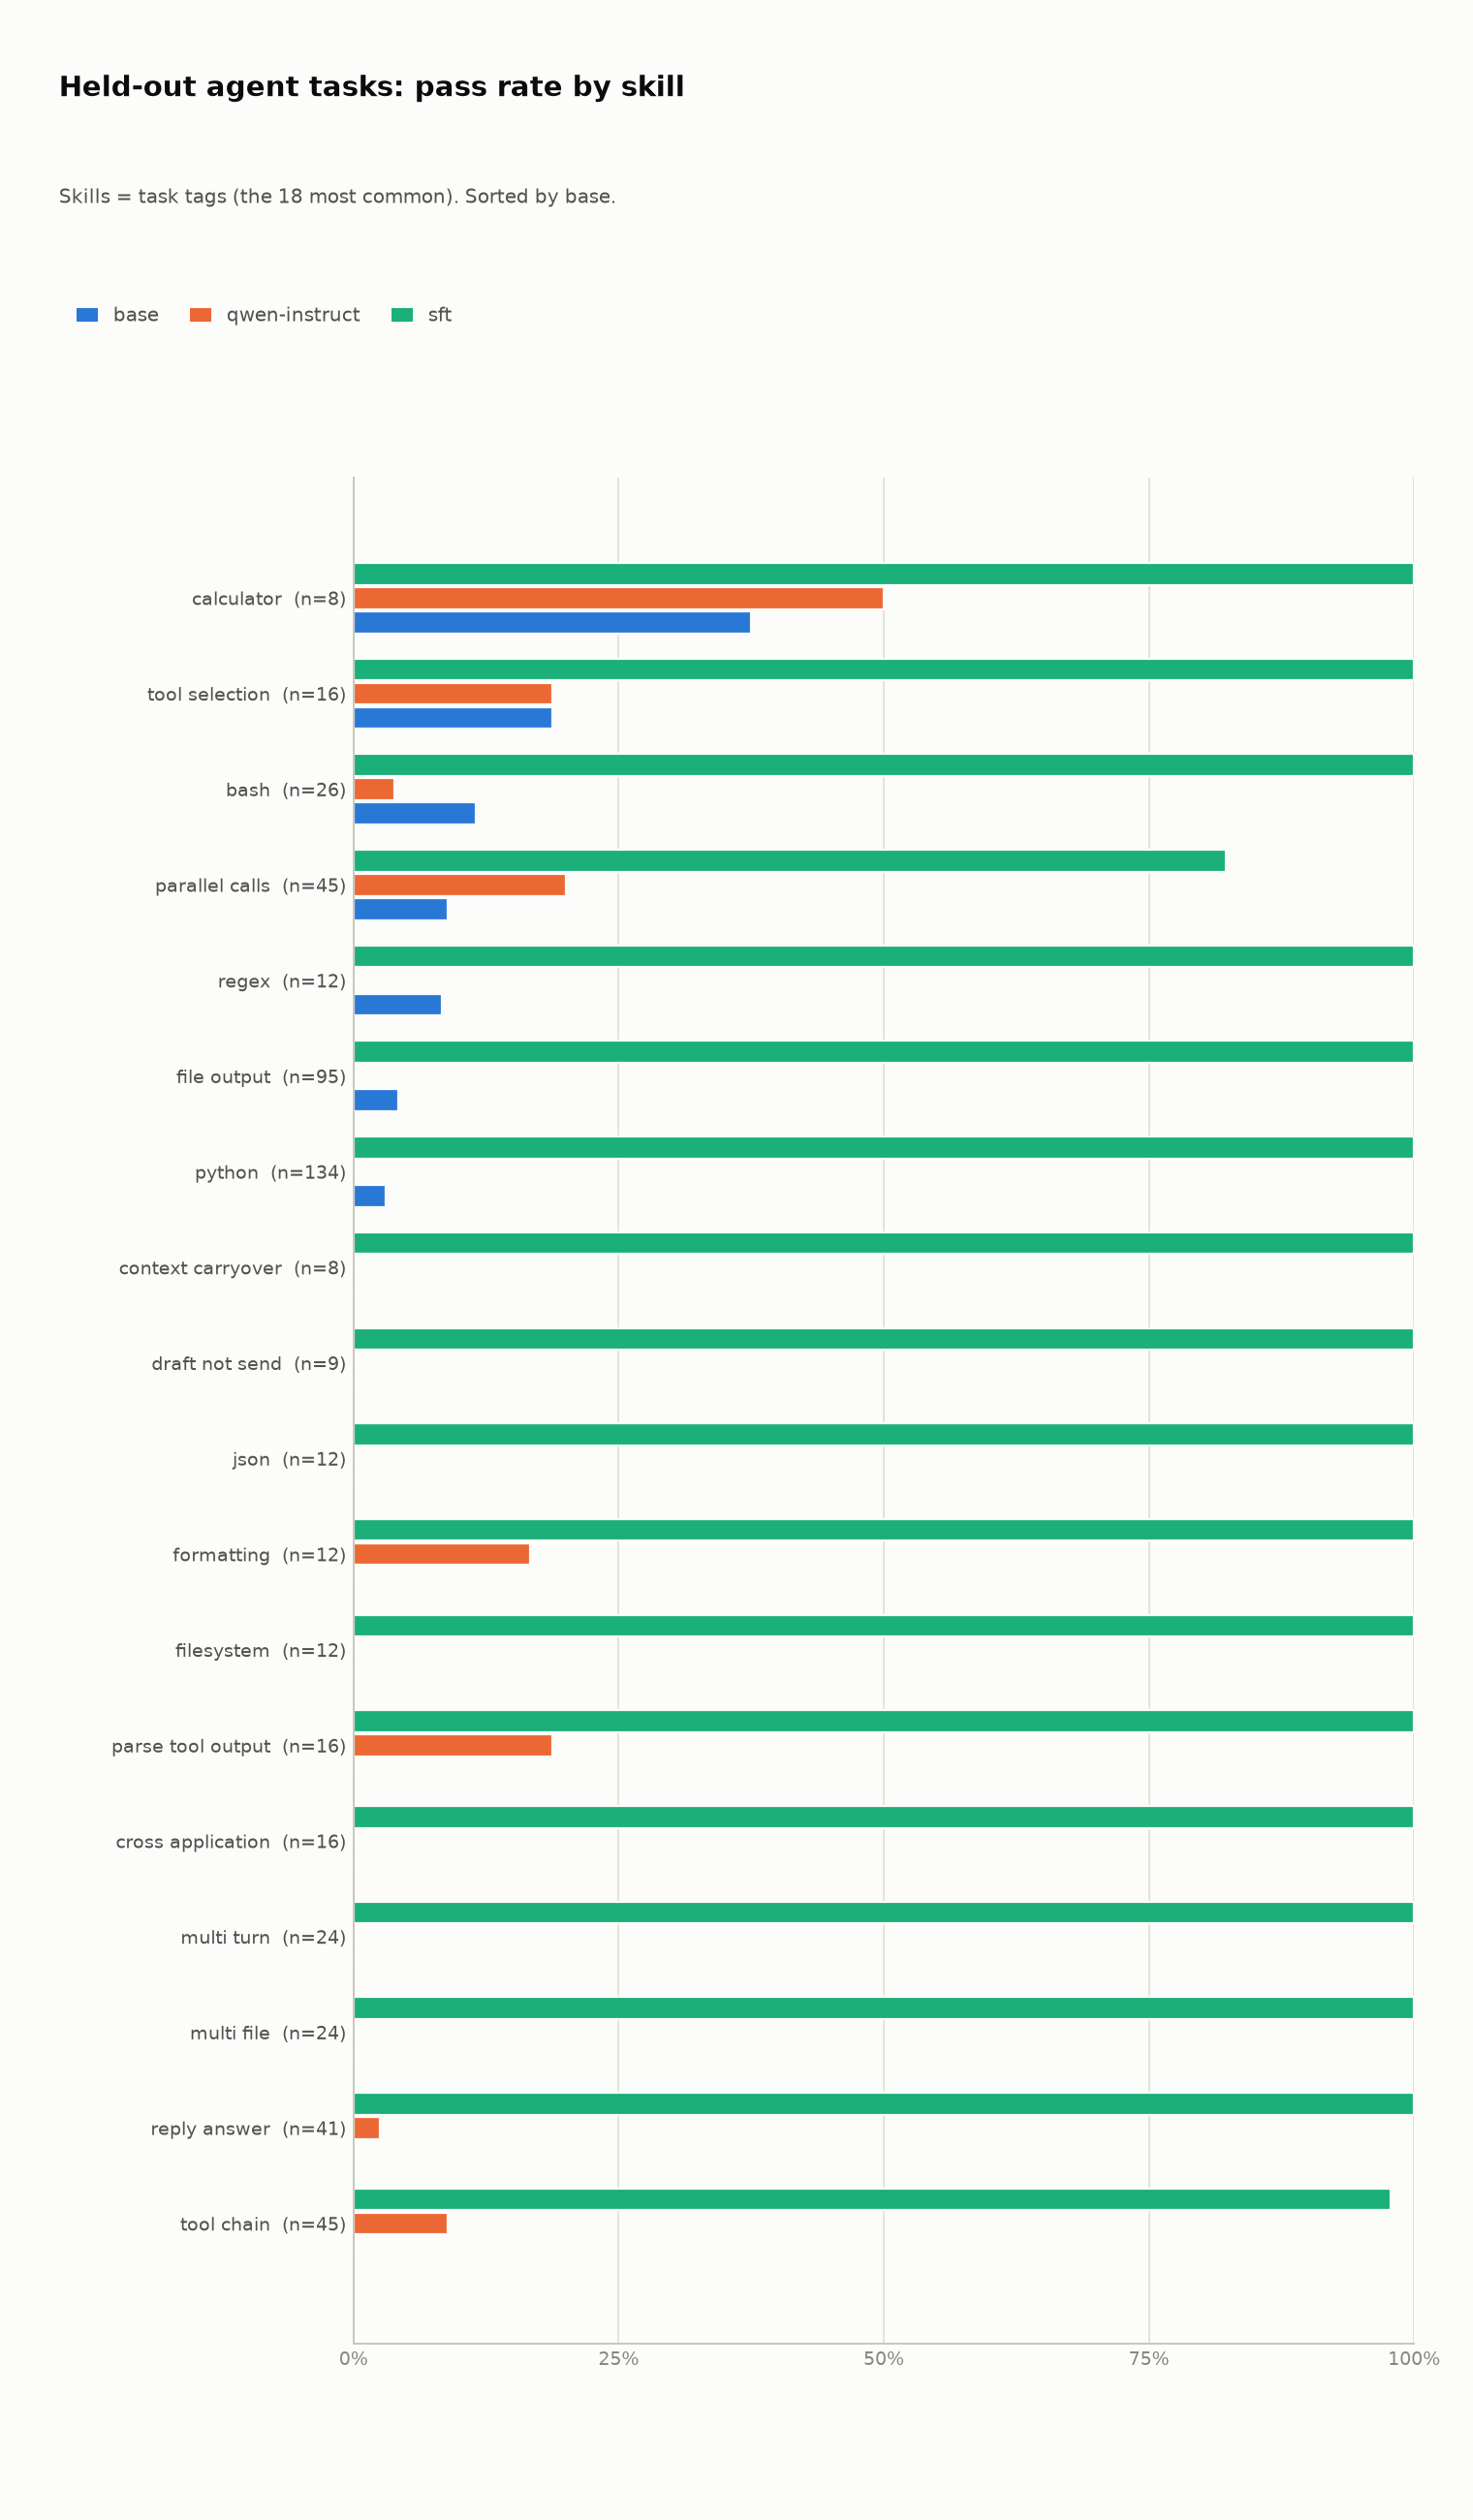 Held-out agent tasks: pass rate by skill
Skills = task tags (the 18 most common). Sorted by base.
base qwen-instruct sft
calculator (n=8)
tool selection (n=16)
bash (n=26)
parallel calls (n=45)
regex (n=12)
file output (n=95)
python (n=134)
context carryover (n=8)
draft not send (n=9)
json (n=12)
formatting (n=12)
filesystem (n=12)
parse tool output (n=16)
cross application (n=16)
multi turn (n=24)
multi file (n=24)
reply answer (n=41)
tool chain (n=45)
0% 25% 50% 75% 100%